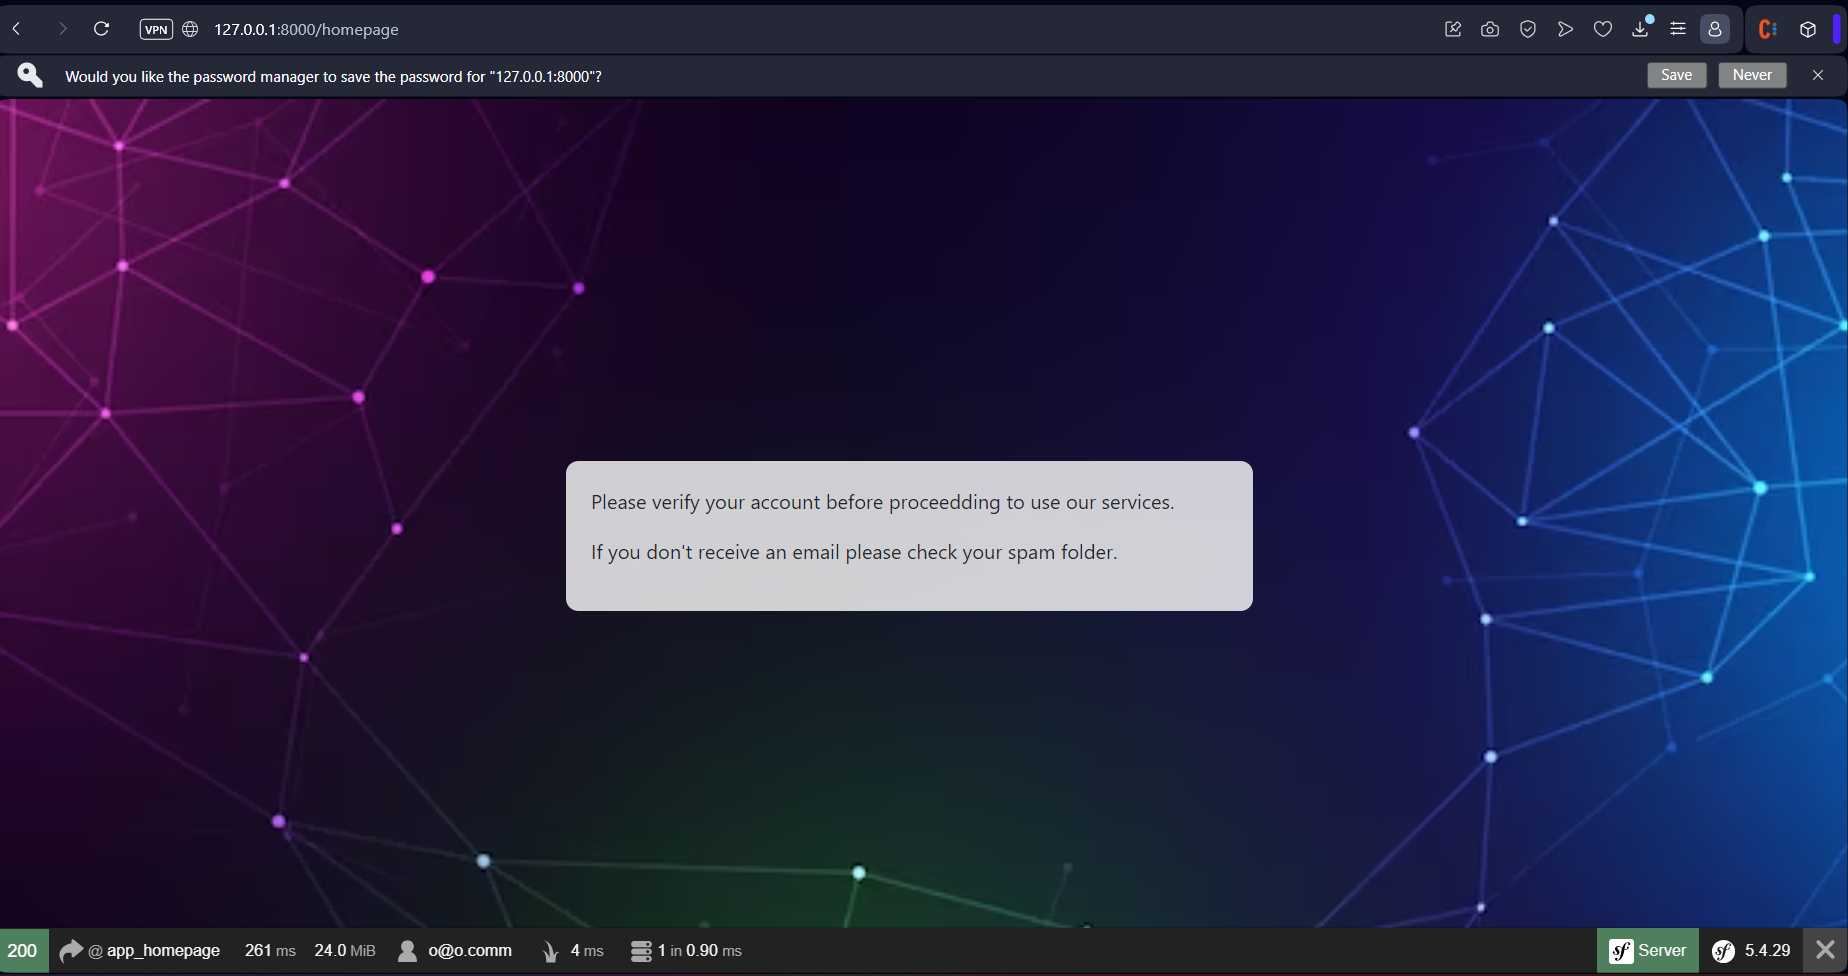 VPN 127.0.0.1:8000/homepage
Would you like the password manager to save the password for "127.0.0.1:8000"? Save Never
Please verify your account before proceedding to use our services.
If you don't receive an email please check your spam folder.
200 @ app_homepage 261 ms 24.0 MiB o@o.comm 4 ms 1 in 0.90 ms sf Server sf 5.4.29